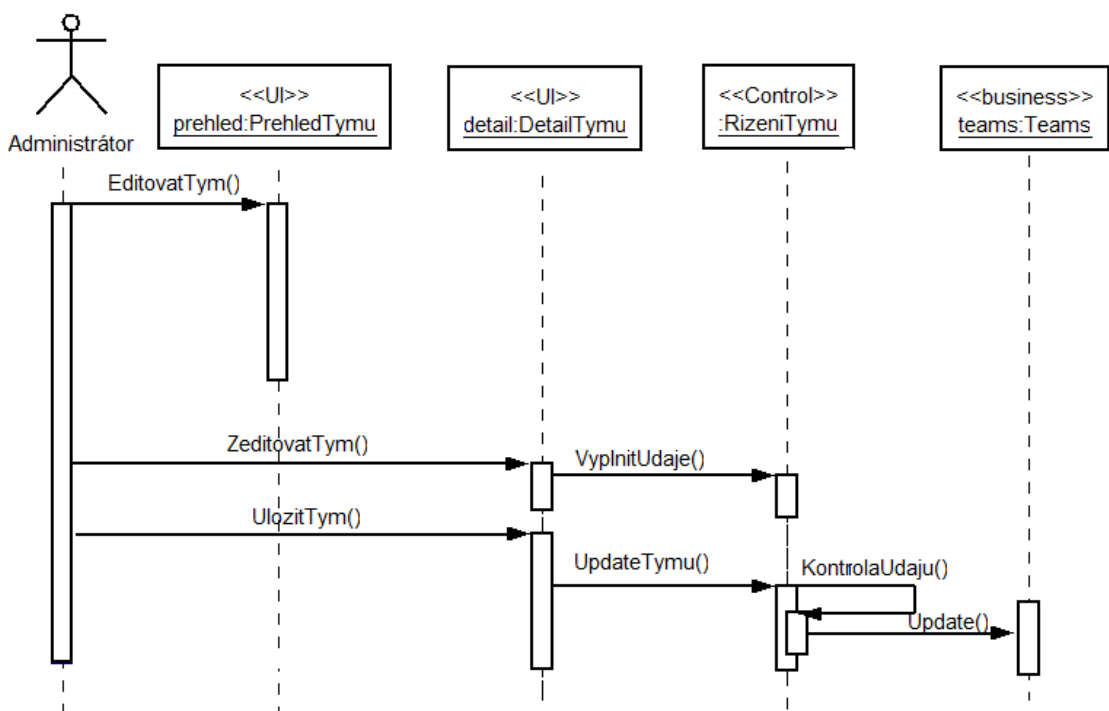 <<UI>>
prehled:PrehledTymu
<<UI>>
detail:DetailTymu
<<Control>>
:RizeniTymu
<<business>>
teams:Teams
Administrátor
EditovatTym()
ZeditovatTym()
VyplnitUdaje()
UlozitTym()
UpdateTymu()
KontrolaUdaju()
Update()